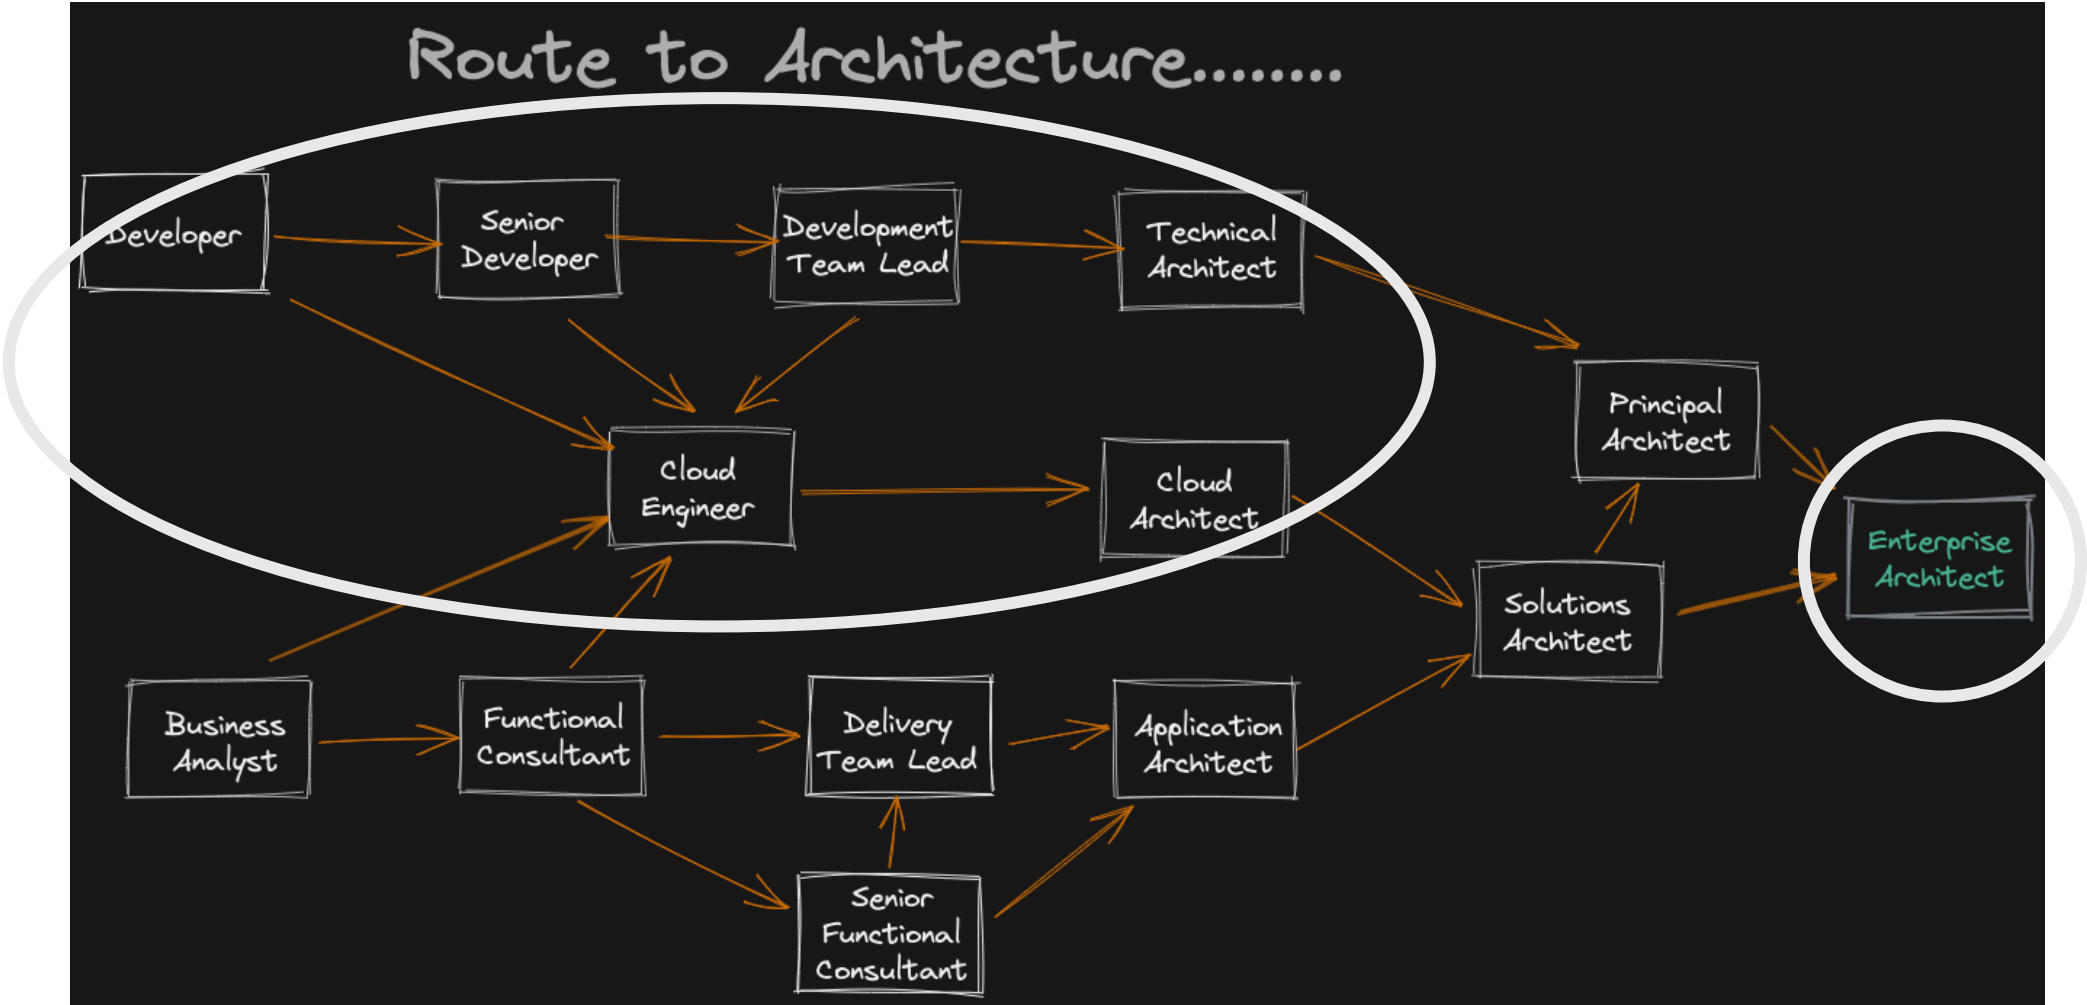 Route to Architecture........
Developer
Senior
Developer
Development
Team Lead
Technical
Architect
Principal
Architect
Cloud
Engineer
Cloud
Architect
Enterprise
Architect
Solutions
Architect
Business
Analyst
Functional
Consultant
Delivery
Team Lead
Application
Architect
Senior
Functional
Consultant